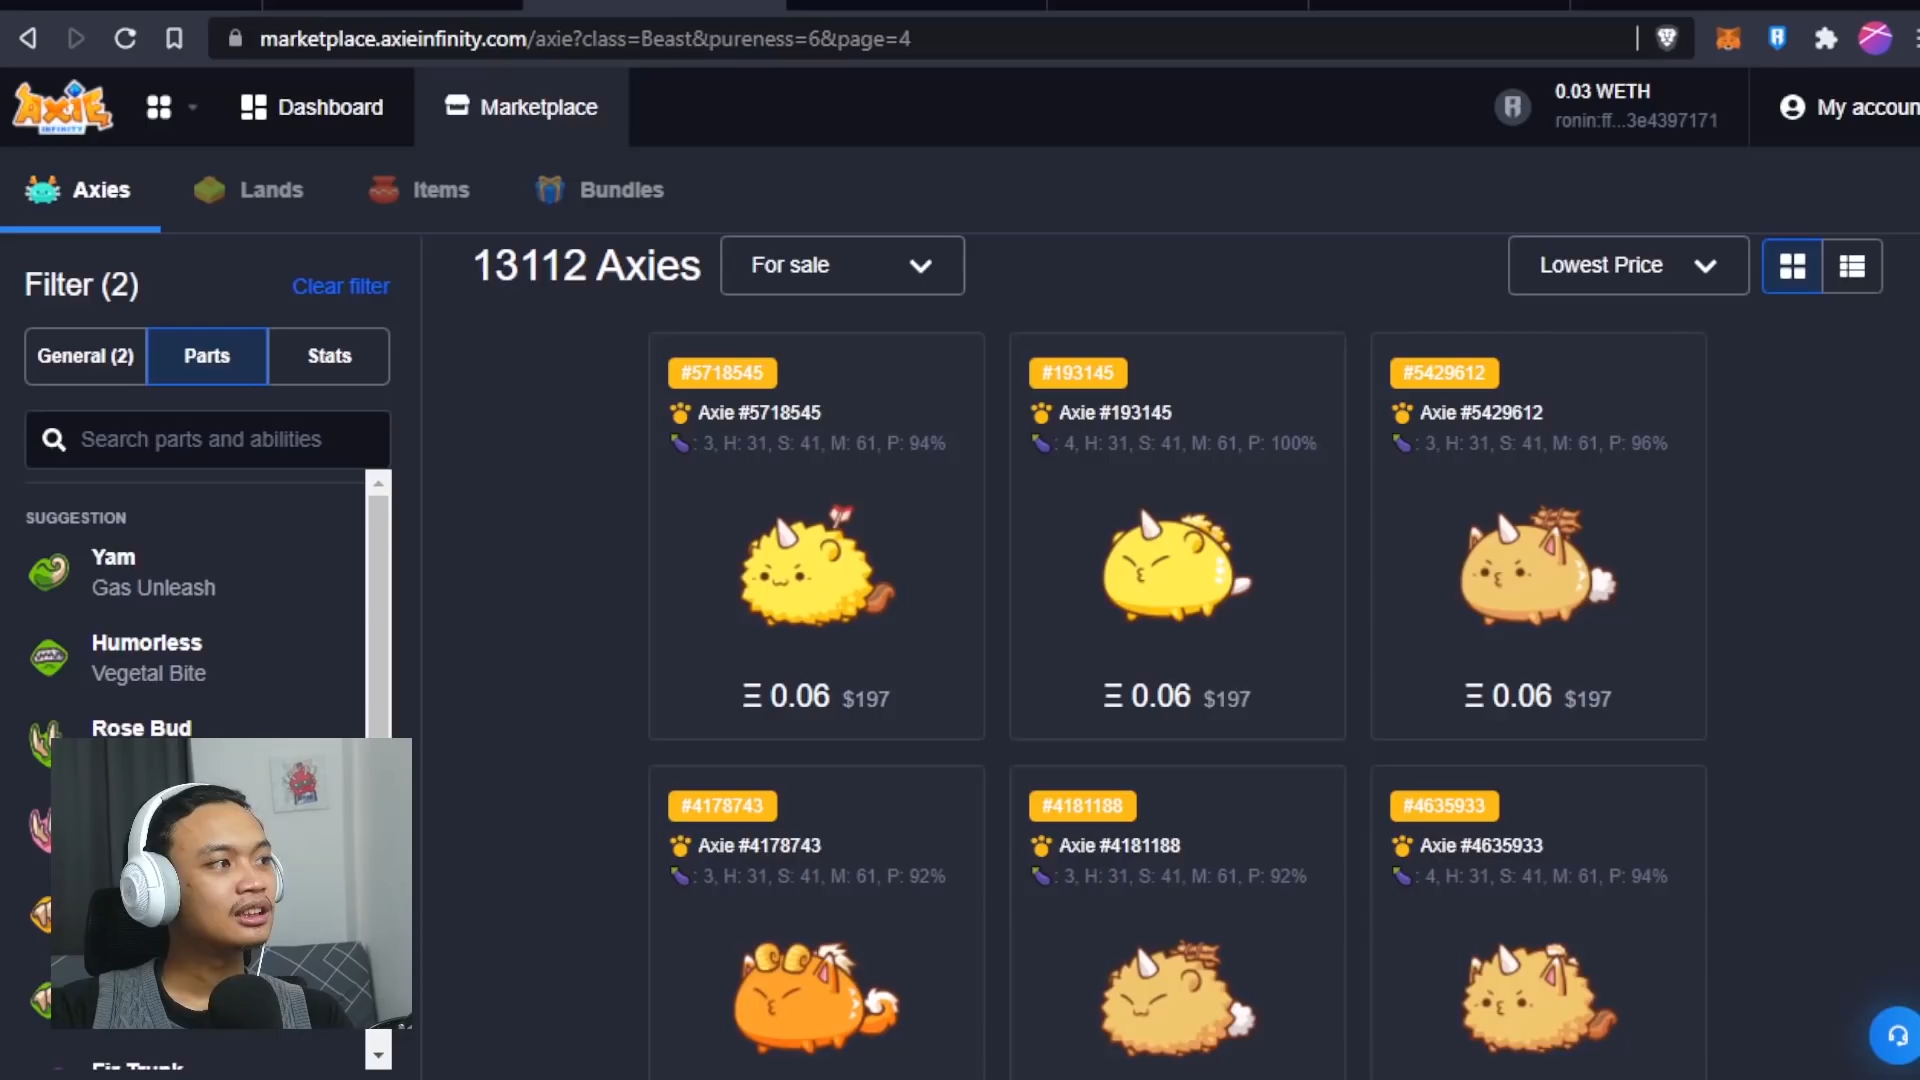 marketplace.axieinfinity.com/axie?class=Beast&pureness=6&page=4
AXIE
INFINITY
Dashboard
Marketplace
0.03 WETH
ronin:ff...3e4397171
My accoun
Axies
Lands
Items
Bundles
Filter (2)
Clear filter
13112 Axies
For sale
Lowest Price
General (2)
Parts
Stats
Search parts and abilities
SUGGESTION
Yam
Gas Unleash
Humorless
Vegetal Bite
Rose Bud
Fir Trunk
#5718545
Axie #5718545
: 3, H: 31, S: 41, M: 61, P: 94%
Ξ 0.06 $197
#193145
Axie #193145
: 4, H: 31, S: 41, M: 61, P: 100%
Ξ 0.06 $197
#5429612
Axie #5429612
: 3, H: 31, S: 41, M: 61, P: 96%
Ξ 0.06 $197
#4178743
Axie #4178743
: 3, H: 31, S: 41, M: 61, P: 92%
#4181188
Axie #4181188
: 3, H: 31, S: 41, M: 61, P: 92%
#4635933
Axie #4635933
: 4, H: 31, S: 41, M: 61, P: 94%